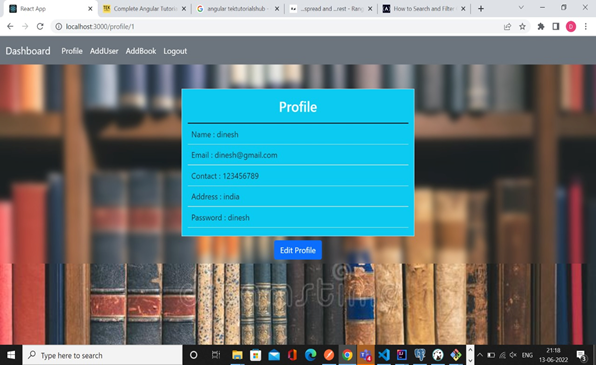 React App
Complete Angular Tutoria
angular tektutorialshub -
...spread and ...rest - Rang
How to Search and Filter
localhost:3000/profile/1
D
Dashboard Profile AddUser AddBook Logout
Profile
Name : dinesh
Email : dinesh@gmail.com
Contact : 123456789
Address : india
Password : dinesh
Edit Profile
Type here to search
ENG
21:18
13-06-2022